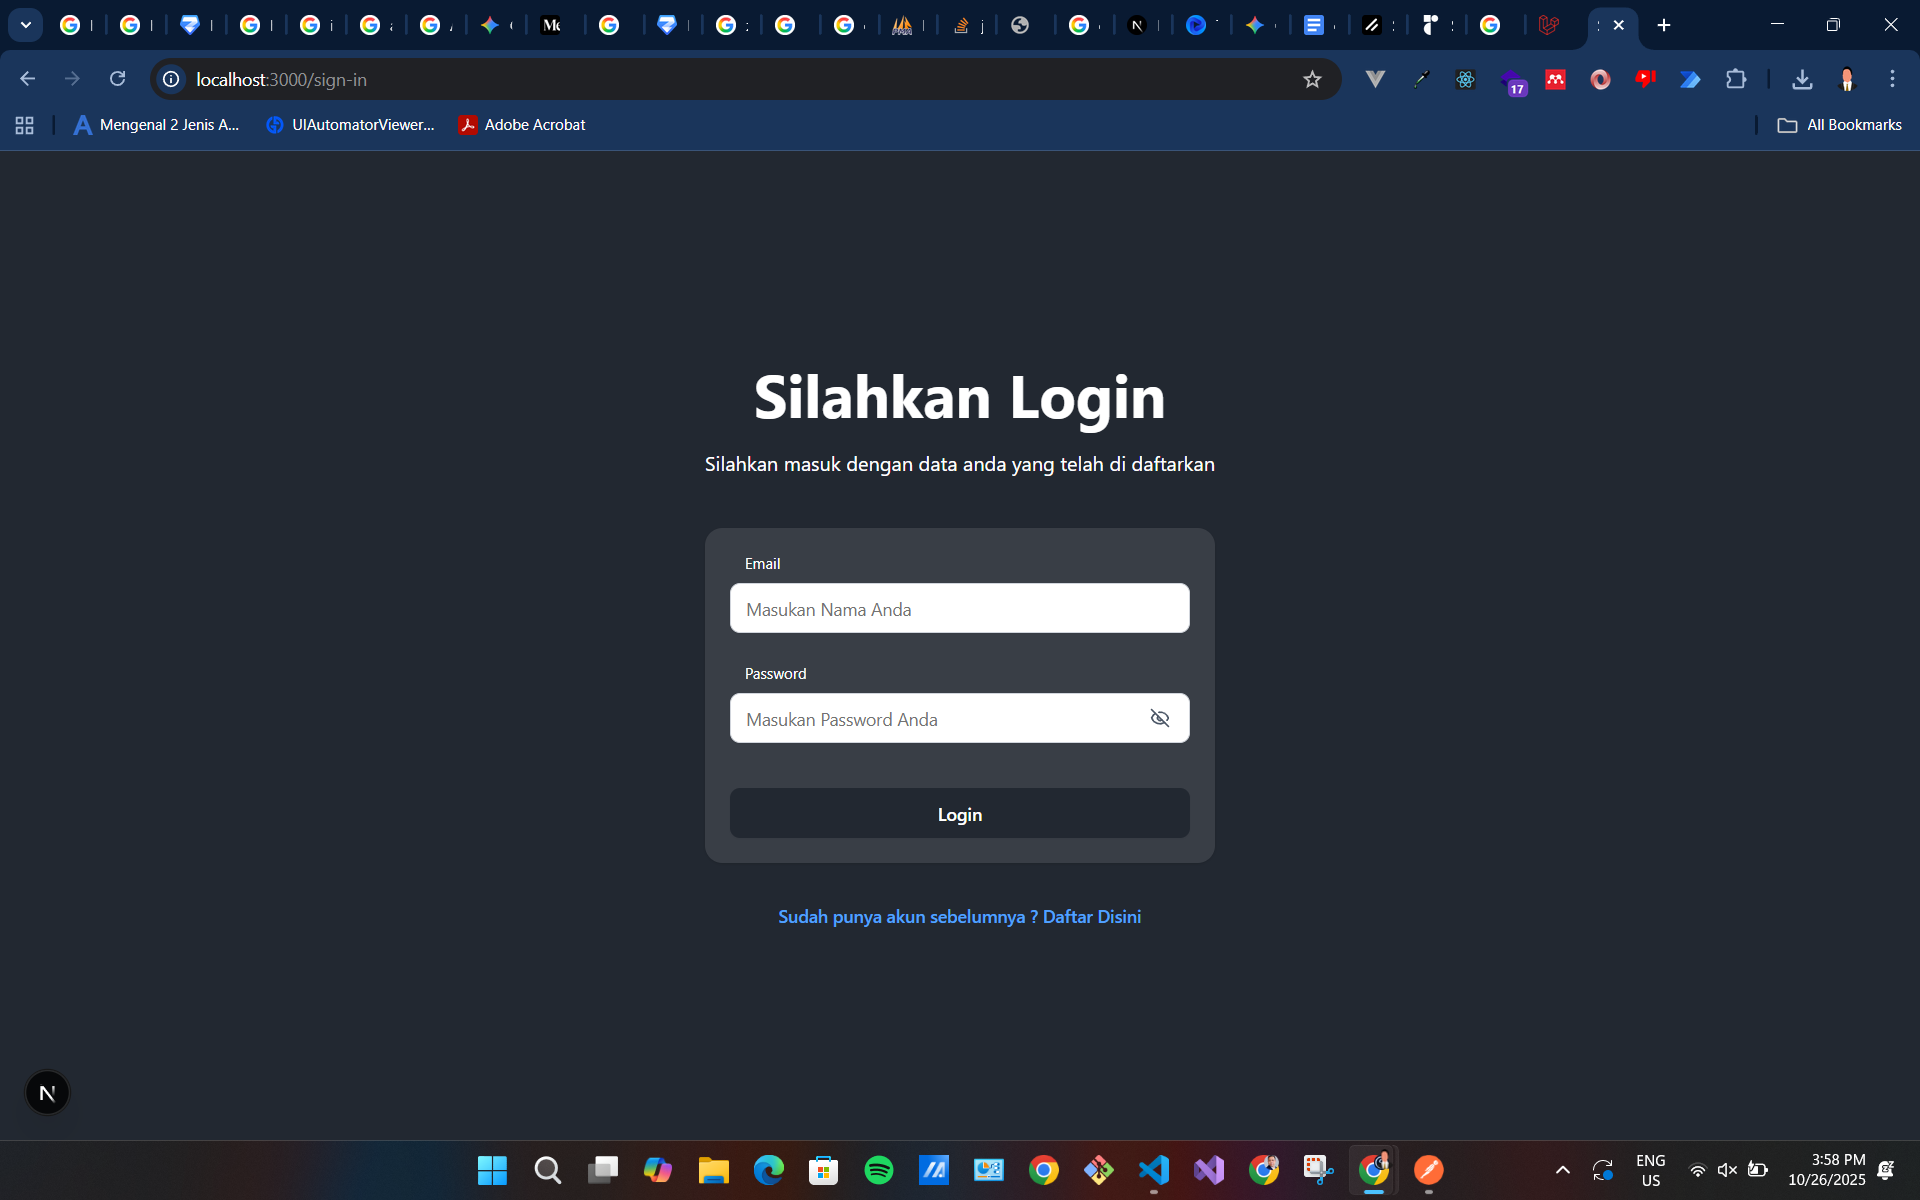 localhost:3000/sign-in
17
Mengenal 2 Jenis A...
UIAutomatorViewer...
Adobe Acrobat
All Bookmarks
Silahkan Login
Silahkan masuk dengan data anda yang telah di daftarkan
Email
Masukan Nama Anda
Password
Masukan Password Anda
Login
Sudah punya akun sebelumnya ? Daftar Disini
N
ENG
US
3:58 PM
10/26/2025